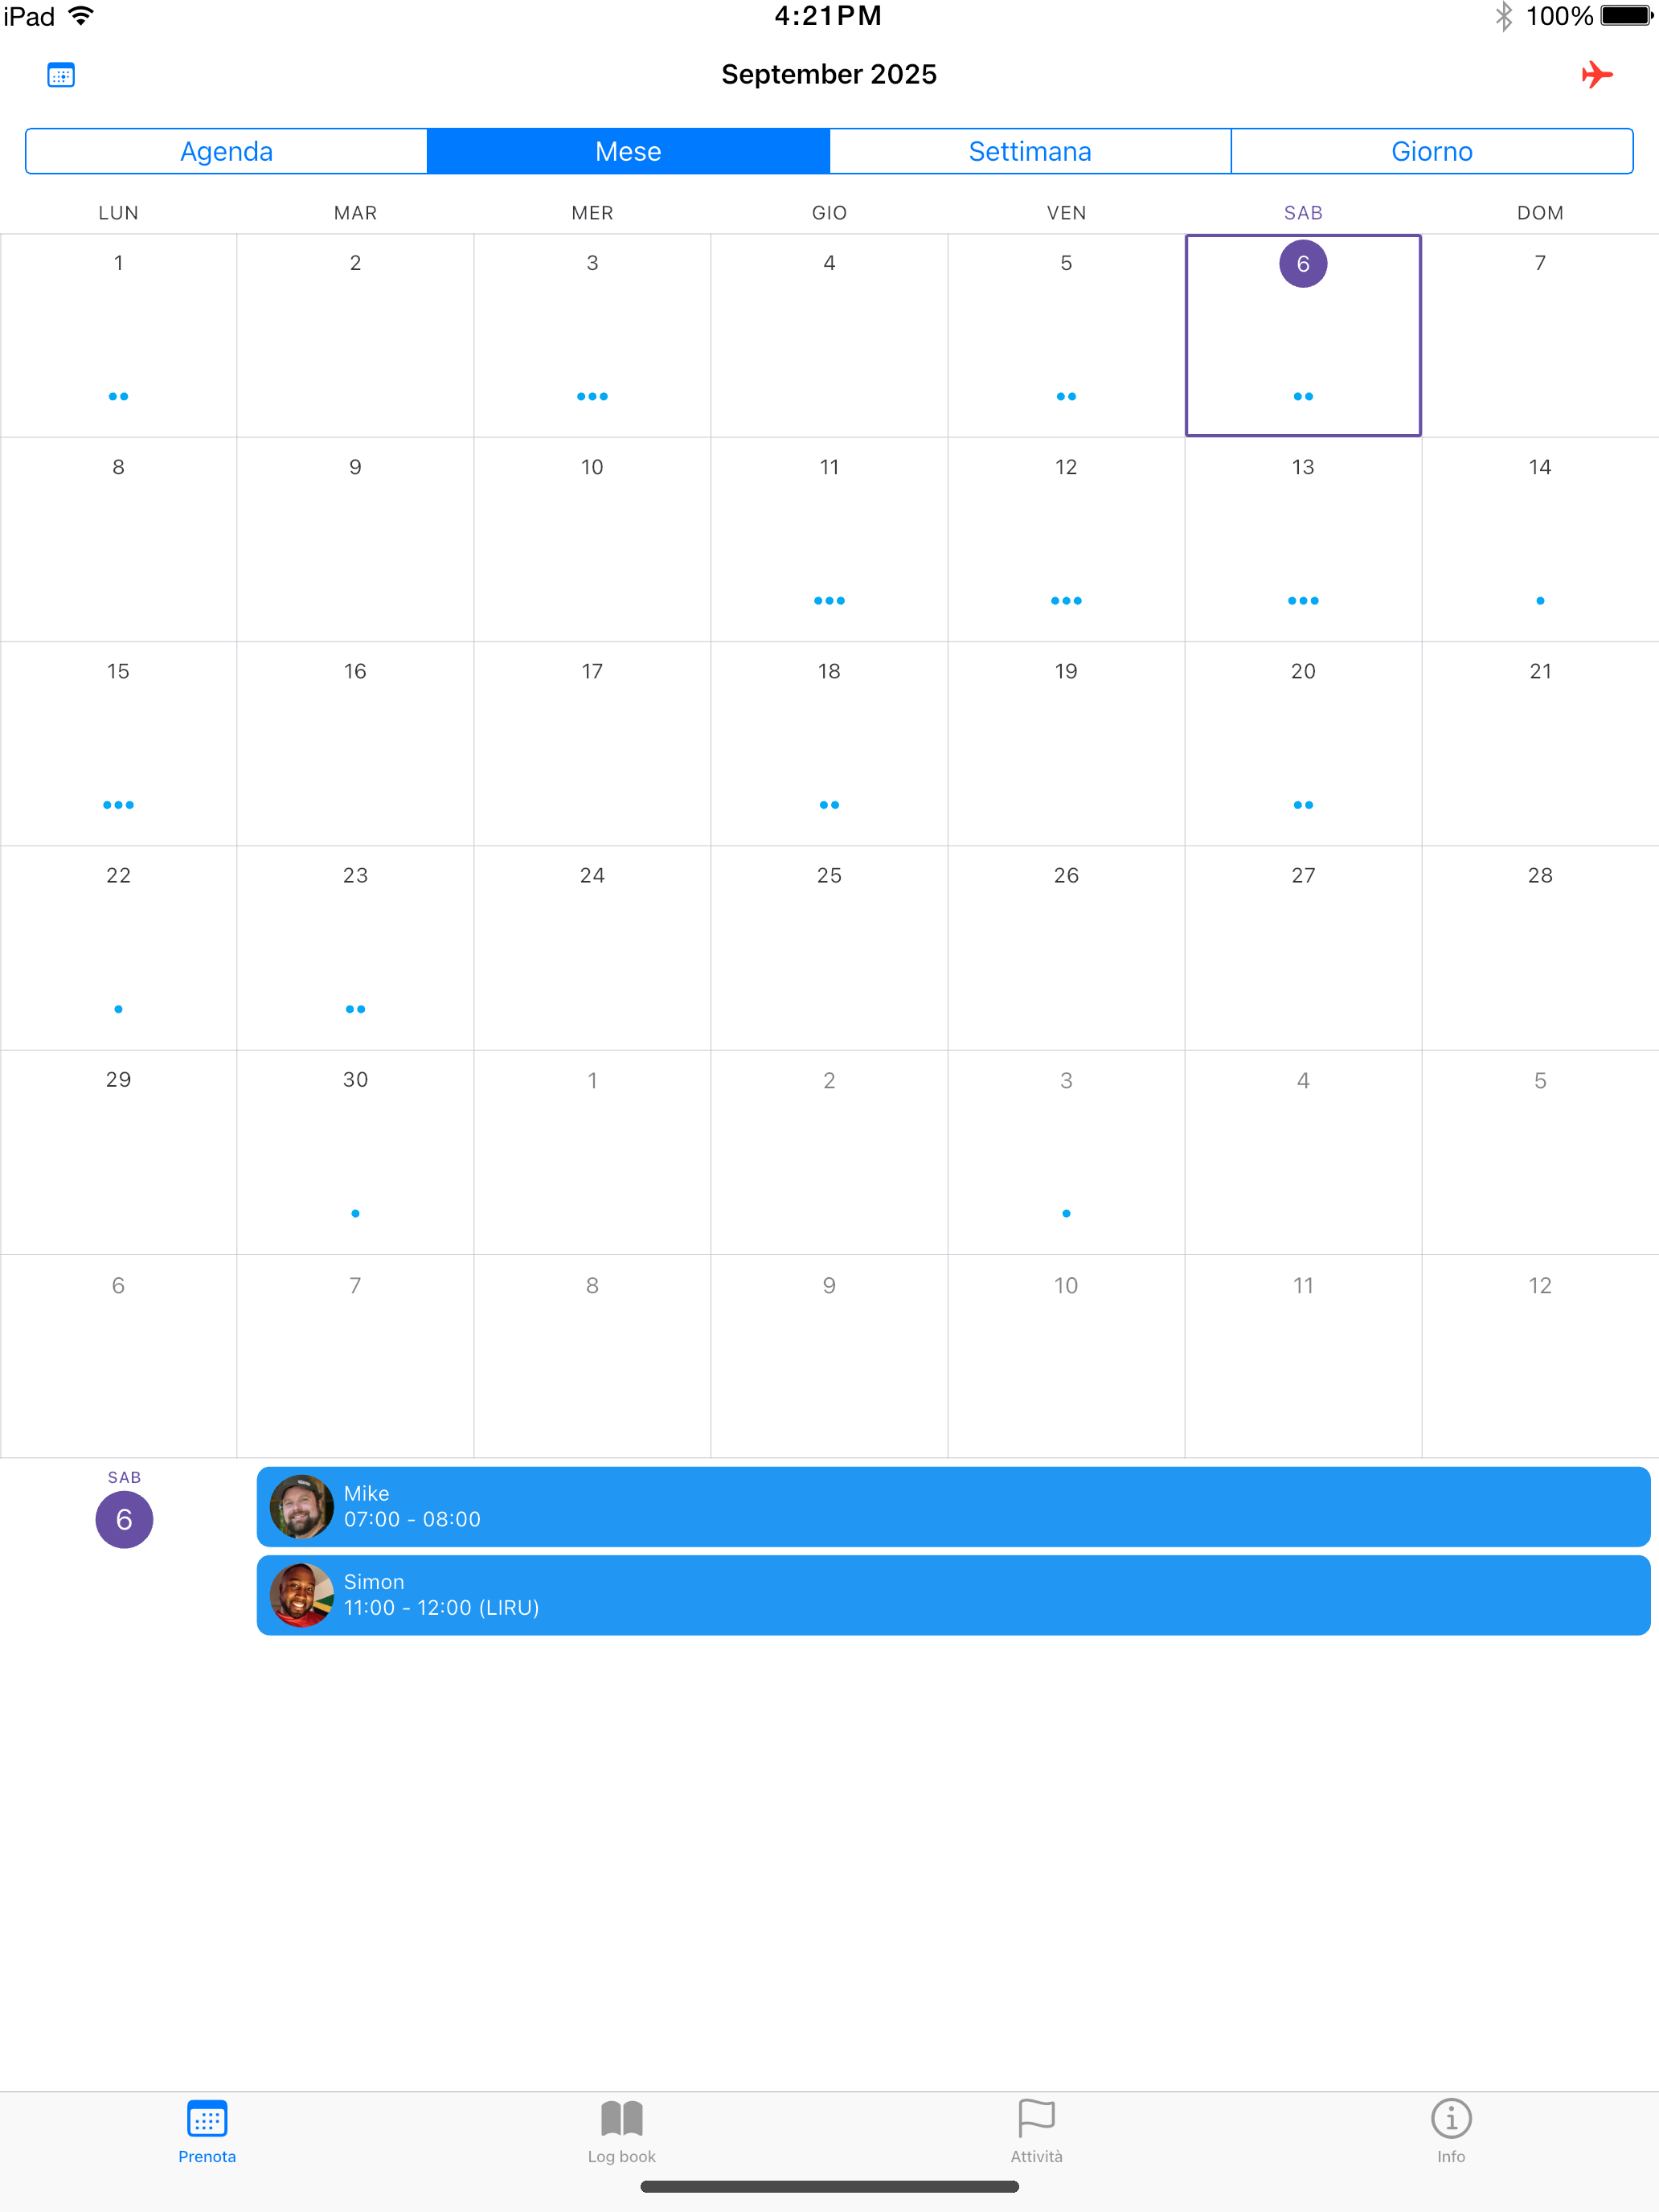 iPad 4:21 PM 100%
September 2025
Agenda Mese Settimana Giorno
LUN MAR MER GIO VEN SAB DOM
1 2 3 4 5 6 7
8 9 10 11 12 13 14
15 16 17 18 19 20 21
22 23 24 25 26 27 28
29 30 1 2 3 4 5
6 7 8 9 10 11 12
SAB
6
Mike
07:00 - 08:00
Simon
11:00 - 12:00 (LIRU)
Prenota Log book Attività Info